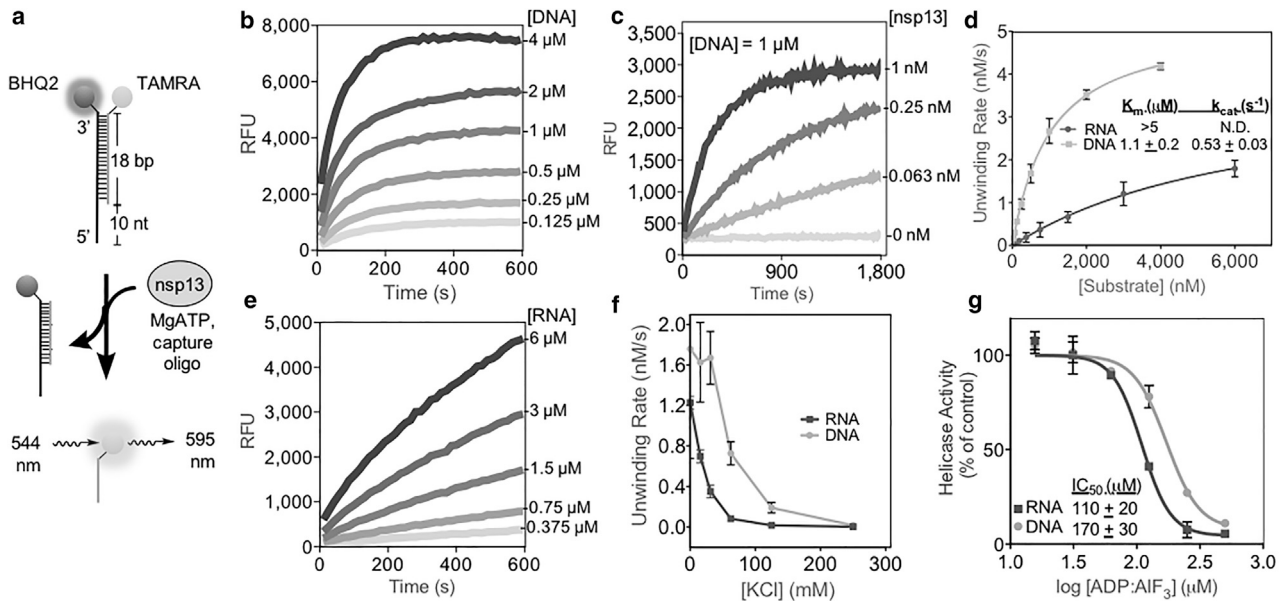 a
BHQ2
TAMRA
3'
18 bp
10 nt
5'
nsp13
MgATP,
capture
oligo
544
nm
595
nm
b
[DNA]
8,000
6,000
4,000
2,000
0
RFU
0 200 400 600
Time (s)
4 µM
2 µM
1 µM
0.5 µM
0.25 µM
0.125 µM
c
[nsp13]
[DNA] = 1 µM
3,500
3,000
2,500
2,000
1,500
1,000
500
0
RFU
0 900 1,800
Time (s)
1 nM
0.25 nM
0.063 nM
0 nM
d
5
4
3
2
1
0
Unwinding Rate (nM/s)
Km.(µM) kcat.(s-1)
RNA >5 N.D.
DNA 1.1 ± 0.2 0.53 ± 0.03
0 2,000 4,000 6,000
[Substrate] (nM)
e
[RNA]
5,000
4,000
3,000
2,000
1,000
0
RFU
0 200 400 600
Time (s)
6 µM
3 µM
1.5 µM
0.75 µM
0.375 µM
f
2.0
1.6
1.2
0.8
0.4
0.0
Unwinding Rate (nM/s)
RNA
DNA
0 100 200 300
[KCl] (mM)
g
100
50
0
Helicase Activity
(% of control)
IC50.(µM)
RNA 110 ± 20
DNA 170 ± 30
1.0 1.5 2.0 2.5 3.0
log [ADP:AlF3] (µM)